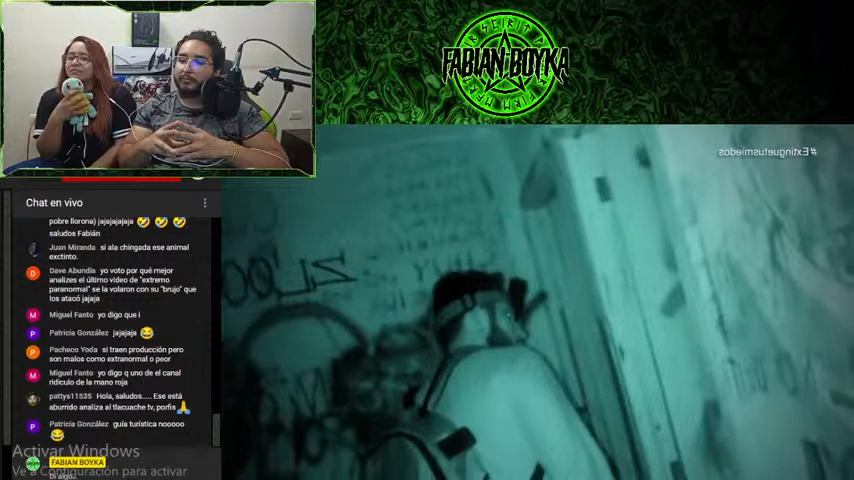 FABIAN BOYKA
#Extinguetusmiedos
Chat en vivo
pobre llorona) jajajajajaja 🤣 🤣 🤣
saludos Fabián
Juan Miranda si ala chingada ese animal
exctinto.
Dave Abundis yo voto por qué mejor
analizes el último video de "extremo
paranormal" se la volaron con su "brujo" que
los atacó jajaja
Miguel Fanto yo digo que i
Patricia González jajajaja 😂
Pacheco Yoda si traen producción pero
son malos como extranormal o peor
Miguel Fanto yo digo q uno de el canal
ridiculo de la mano roja
pattys11535 Hola, saludos..... Ese está
aburrido analiza al tlacuache tv, porfis🙏
Patricia González guía turística nooooo
😂
Activar Windows
FABIAN BOYKA
Ve a Configuración para activar
Di algo...